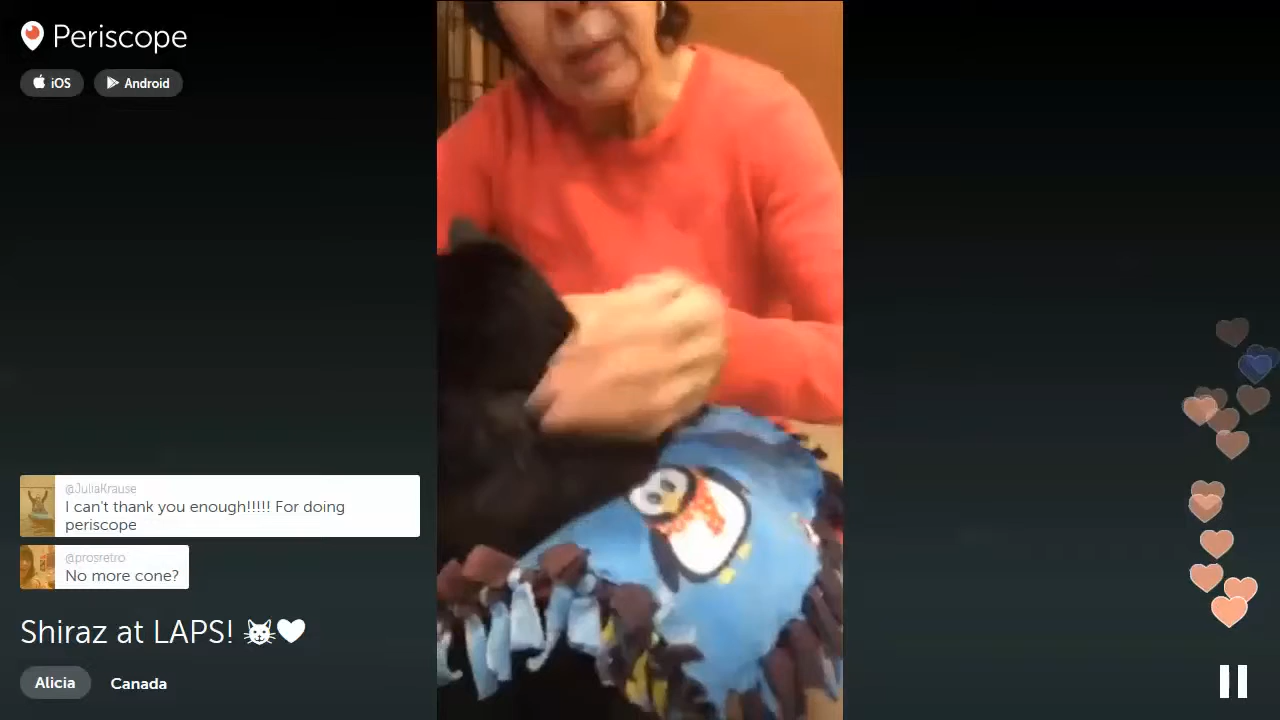 Periscope
iOS
Android
@JuliaKrause
I can't thank you enough!!!!! For doing
periscope
@prosretro
No more cone?
Shiraz at LAPS! 🐱🤍
Alicia
Canada